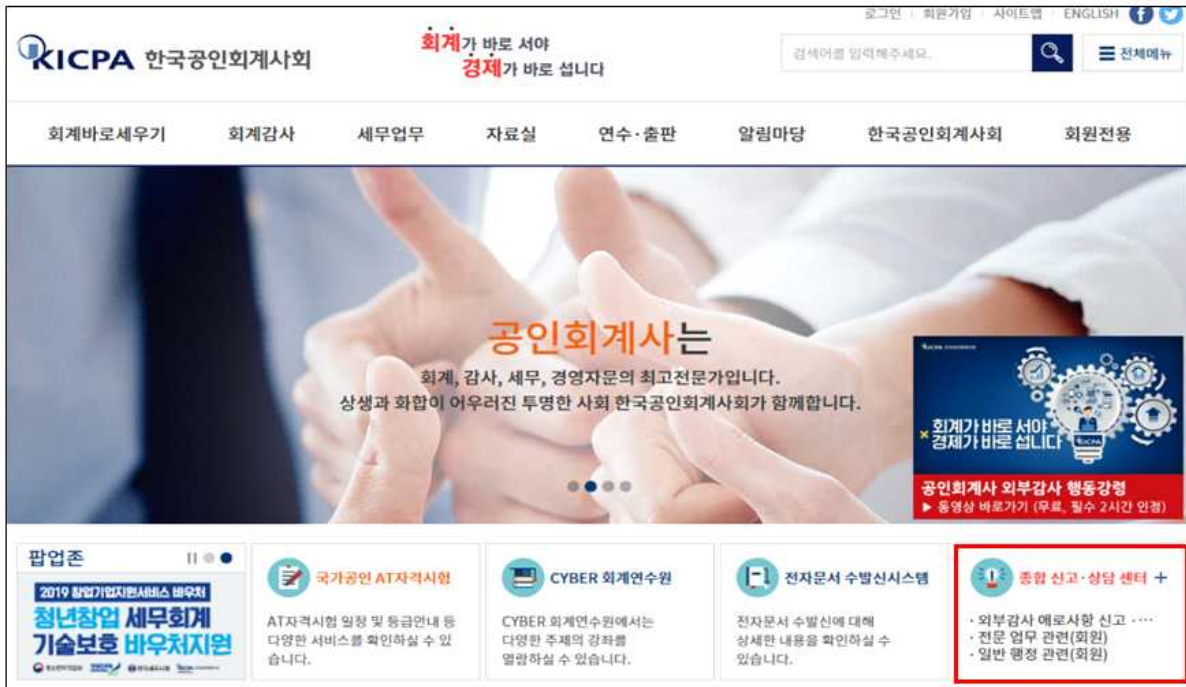 로그인 회원가입 사이트맵 ENGLISH
KICPA 한국공인회계사회
회계가 바로 서야
경제가 바로 섭니다
검색어를 입력해주세요.
전체메뉴
회계바로세우기 회계감사 세무업무 자료실 연수·출판 알림마당 한국공인회계사회 회원전용
공인회계사는
회계, 감사, 세무, 경영자문의 최고전문가입니다.
상생과 화합이 어우러진 투명한 사회 한국공인회계사회가 함께합니다.
회계가 바로 서야
경제가 바로 섭니다
KICPA
공인회계사 외부감사 행동강령
▶ 동영상 바로가기 (무료, 필수 2시간 인정)
팝업존
2019 창업기업지원서비스 바우처
청년창업 세무회계
기술보호 바우처지원
국가공인 AT자격시험
AT자격시험 일정 및 등급안내 등
다양한 서비스를 확인하실 수 있
습니다.
CYBER 회계연수원
CYBER 회계연수원에서는
다양한 주제의 강좌를
열람하실 수 있습니다.
전자문서 수발신시스템
전자문서 수발신에 대해
상세한 내용을 확인하실 수
있습니다.
종합 신고·상담 센터 +
· 외부감사 애로사항 신고 ·…
· 전문 업무 관련(회원)
· 일반 행정 관련(회원)